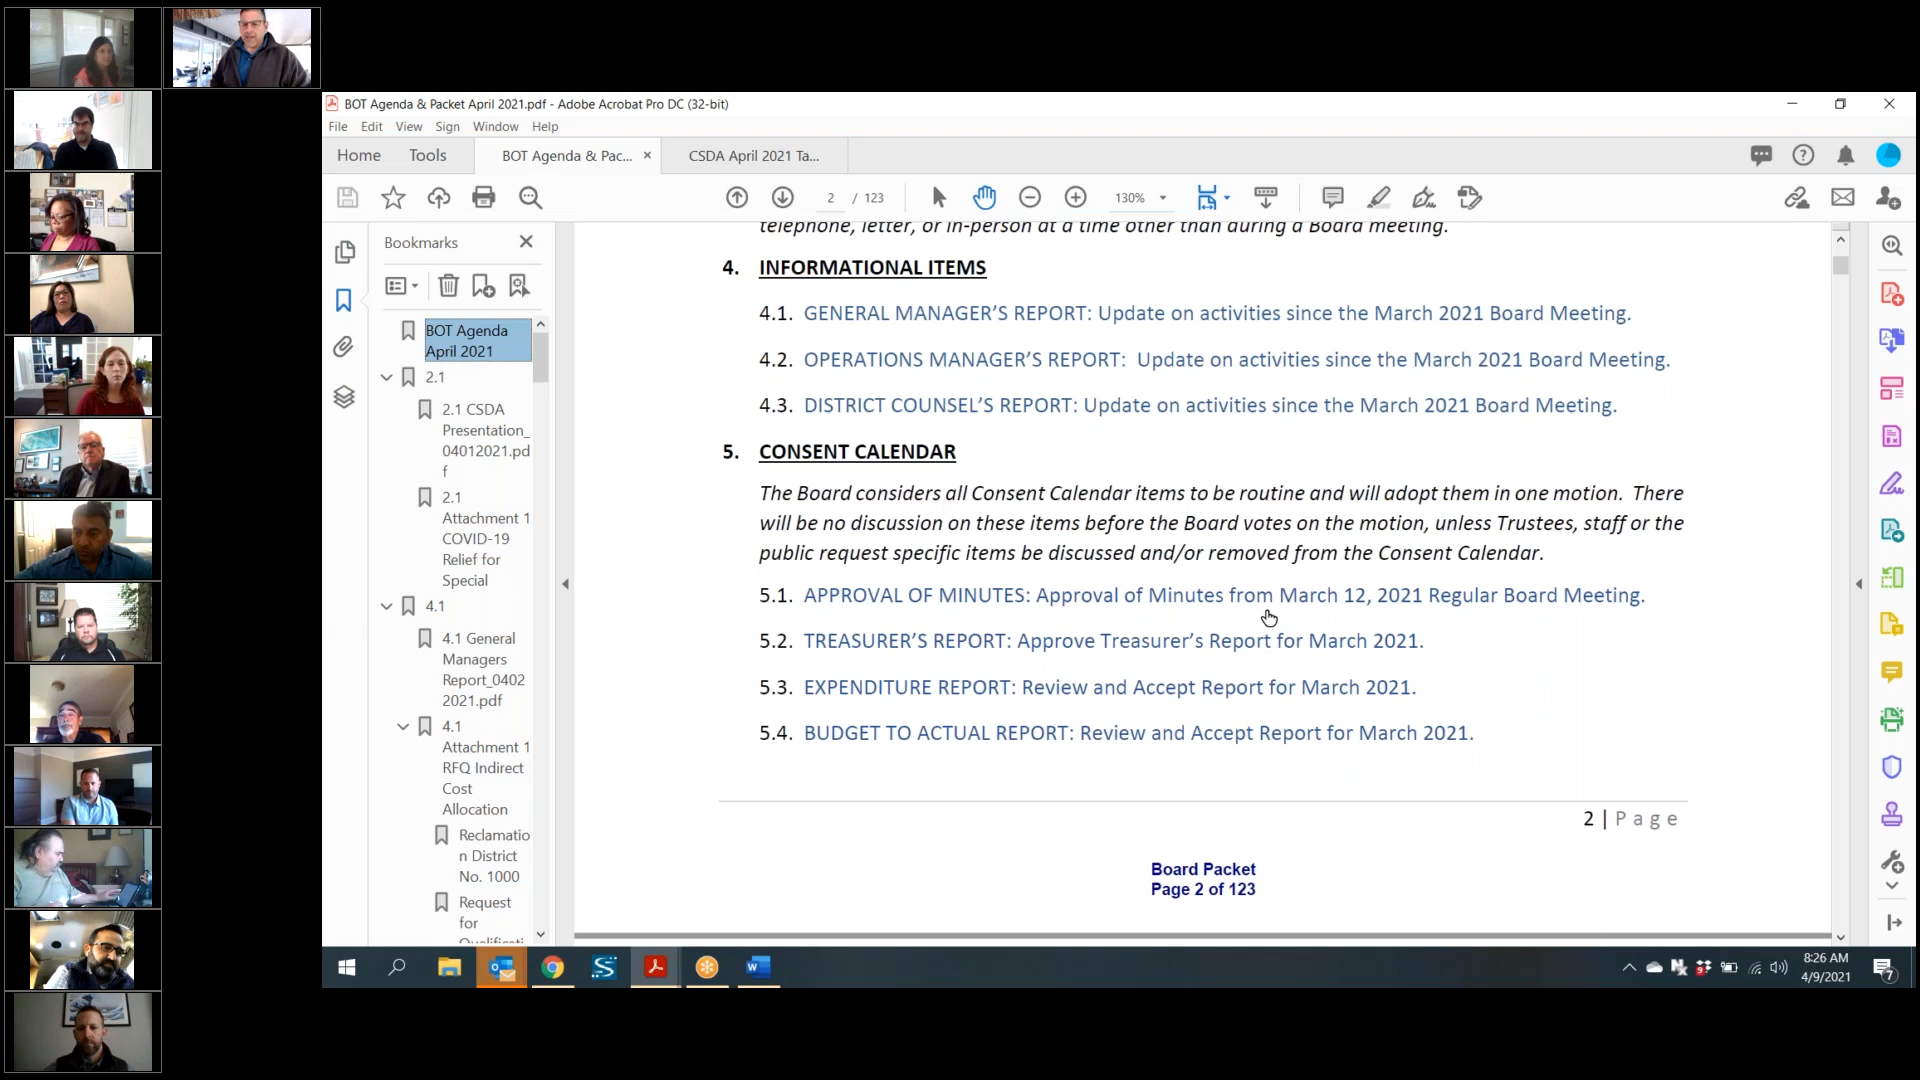 BOT Agenda & Packet April 2021.pdf - Adobe Acrobat Pro DC (32-bit)
File Edit View Sign Window Help
Home Tools BOT Agenda & Pac... × CSDA April 2021 Ta...
2 / 123 130%
Bookmarks
BOT Agenda
April 2021
2.1
2.1 CSDA
Presentation_
04012021.pd
f
2.1
Attachment 1
COVID-19
Relief for
Special
4.1
4.1 General
Managers
Report_0402
2021.pdf
4.1
Attachment 1
RFQ Indirect
Cost
Allocation
Reclamatio
n District
No. 1000
Request
for
Qualificati
telephone, letter, or in-person at a time other than during a Board meeting.
4. INFORMATIONAL ITEMS
4.1. GENERAL MANAGER’S REPORT: Update on activities since the March 2021 Board Meeting.
4.2. OPERATIONS MANAGER’S REPORT: Update on activities since the March 2021 Board Meeting.
4.3. DISTRICT COUNSEL’S REPORT: Update on activities since the March 2021 Board Meeting.
5. CONSENT CALENDAR
The Board considers all Consent Calendar items to be routine and will adopt them in one motion. There
will be no discussion on these items before the Board votes on the motion, unless Trustees, staff or the
public request specific items be discussed and/or removed from the Consent Calendar.
5.1. APPROVAL OF MINUTES: Approval of Minutes from March 12, 2021 Regular Board Meeting.
5.2. TREASURER’S REPORT: Approve Treasurer’s Report for March 2021.
5.3. EXPENDITURE REPORT: Review and Accept Report for March 2021.
5.4. BUDGET TO ACTUAL REPORT: Review and Accept Report for March 2021.
2 | Page
Board Packet
Page 2 of 123
8:26 AM
4/9/2021
7